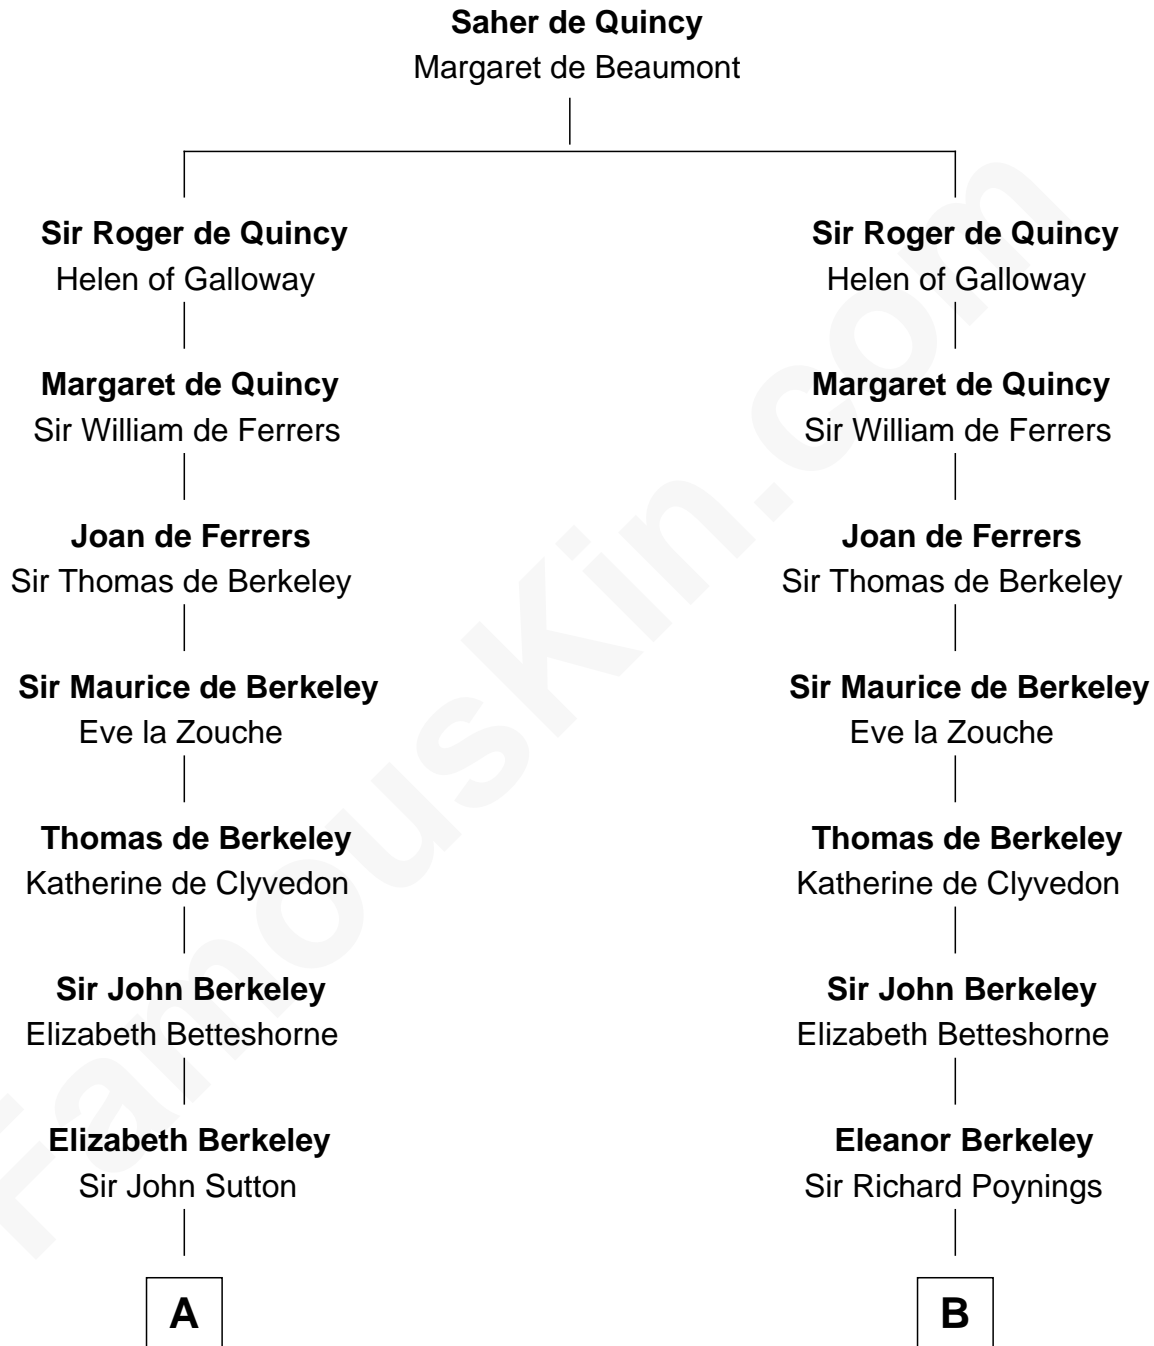 Saher de Quincy
Margaret de Beaumont
Sir Roger de Quincy
Helen of Galloway
Sir Roger de Quincy
Helen of Galloway
Margaret de Quincy
Sir William de Ferrers
Margaret de Quincy
Sir William de Ferrers
Joan de Ferrers
Sir Thomas de Berkeley
Joan de Ferrers
Sir Thomas de Berkeley
Sir Maurice de Berkeley
Eve la Zouche
Sir Maurice de Berkeley
Eve la Zouche
Thomas de Berkeley
Katherine de Clyvedon
Thomas de Berkeley
Katherine de Clyvedon
Sir John Berkeley
Elizabeth Betteshorne
Sir John Berkeley
Elizabeth Betteshorne
Elizabeth Berkeley
Sir John Sutton
Eleanor Berkeley
Sir Richard Poynings
A
B
FamousKin.com